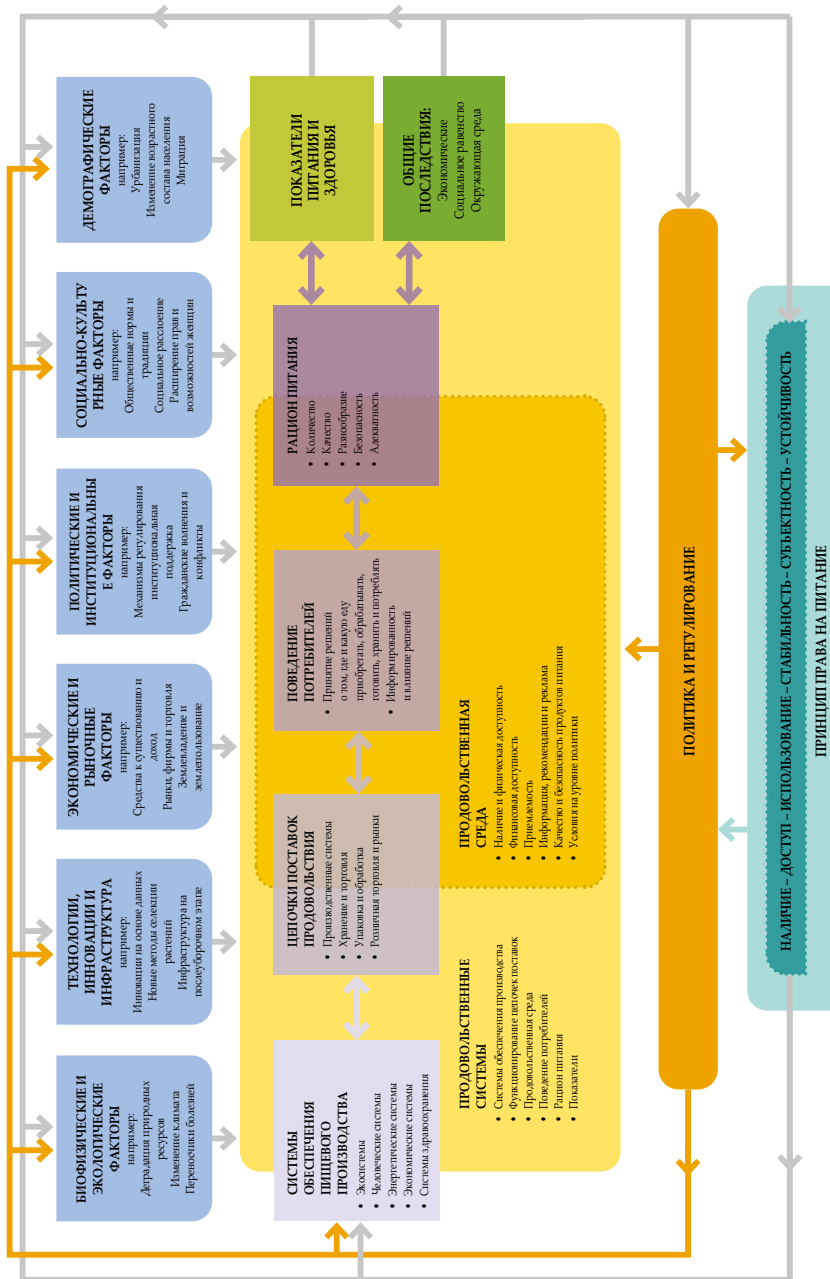 БИОФИЗИЧЕСКИЕ И
ЭКОЛОГИЧЕСКИЕ
ФАКТОРЫ
например:
Деградация природных
ресурсов
Изменение климата
Переносчики болезней
ТЕХНОЛОГИИ,
ИННОВАЦИИ И
ИНФРАСТРУКТУРА
например:
Инновации на основе данных
Новые методы селекции
растений
Инфраструктура на
послеуборочном этапе
ЭКОНОМИЧЕСКИЕ И
РЫНОЧНЫЕ
ФАКТОРЫ
например:
Средства к существованию и
доход
Рынки, фирмы и торговля
Землевладение и
землепользование
ПОЛИТИЧЕСКИЕ И
ИНСТИТУЦИОНАЛЬНЫ
Е ФАКТОРЫ
например:
Механизмы регулирования
институциональная
поддержка
Гражданские волнения и
конфликты
СОЦИАЛЬНО-КУЛЬТУ
РНЫЕ ФАКТОРЫ
например:
Общественные нормы и
традиции
Социальное расслоение
Расширение прав и
возможностей женщин
ДЕМОГРАФИЧЕСКИЕ
ФАКТОРЫ
например:
Урбанизация
Изменение возрастного
состава населения
Миграция
СИСТЕМЫ
ОБЕСПЕЧЕНИЯ
ПИЩЕВОГО
ПРОИЗВОДСТВА
• Экосистемы
• Человеческие системы
• Энергетические системы
• Экономические системы
• Системы здравоохранения
ЦЕПОЧКИ ПОСТАВОК
ПРОДОВОЛЬСТВИЯ
• Производственные системы
• Хранение и торговля
• Упаковка и обработка
• Розничная торговля и рынки
ПОВЕДЕНИЕ
ПОТРЕБИТЕЛЕЙ
• Принятие решений
о том, где и какую еду
приобретать, обрабатывать,
готовить, хранить и потреблять
• Информированность
и влияние решений
РАЦИОН ПИТАНИЯ
• Количество
• Качество
• Разнообразие
• Безопасность
• Адекватность
ПОКАЗАТЕЛИ
ПИТАНИЯ И
ЗДОРОВЬЯ
ОБЩИЕ
ПОСЛЕДСТВИЯ:
Экономические
Социальное равенство
Окружающая среда
ПРОДОВОЛЬСТВЕННЫЕ
СИСТЕМЫ
• Системы обеспечения производства
• Функционирование цепочек поставок
• Продовольственная среда
• Поведение потребителей
• Рацион питания
• Показатели
ПРОДОВОЛЬСТВЕННАЯ
СРЕДА
• Наличие и физическая доступность
• Финансовая доступность
• Приемлемость
• Информация, рекомендации и реклама
• Качество и безопасность продуктов питания
• Условия на уровне политики
ПОЛИТИКА И РЕГУЛИРОВАНИЕ
НАЛИЧИЕ – ДОСТУП – ИСПОЛЬЗОВАНИЕ – СТАБИЛЬНОСТЬ – СУБЪЕКТНОСТЬ – УСТОЙЧИВОСТЬ
ПРИНЦИП ПРАВА НА ПИТАНИЕ